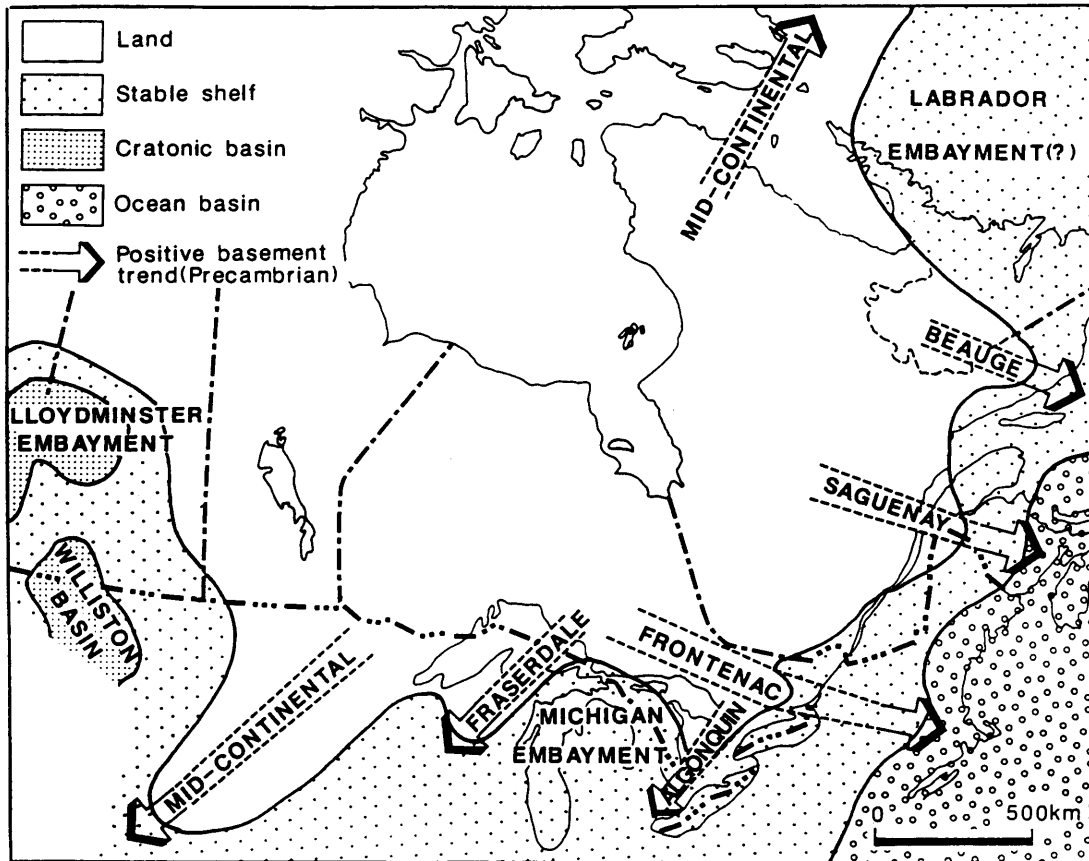 Land
Stable shelf
Cratonic basin
Ocean basin
Positive basement
trend(Precambrian)
MID-CONTINENTAL
LABRADOR
EMBAYMENT(?)
BEAUGE
LLOYDMINSTER
EMBAYMENT
SAGUENAY
WILLISTON
BASIN
MID-CONTINENTAL
FRASERDALE
FRONTENAC
MICHIGAN
EMBAYMENT
ALGONQUIN
0 500km